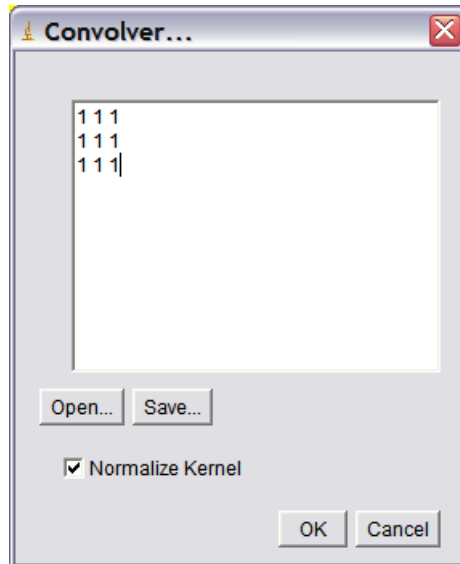 Convolver...
1 1 1
1 1 1
1 1 1
Open... Save...
Normalize Kernel
OK Cancel